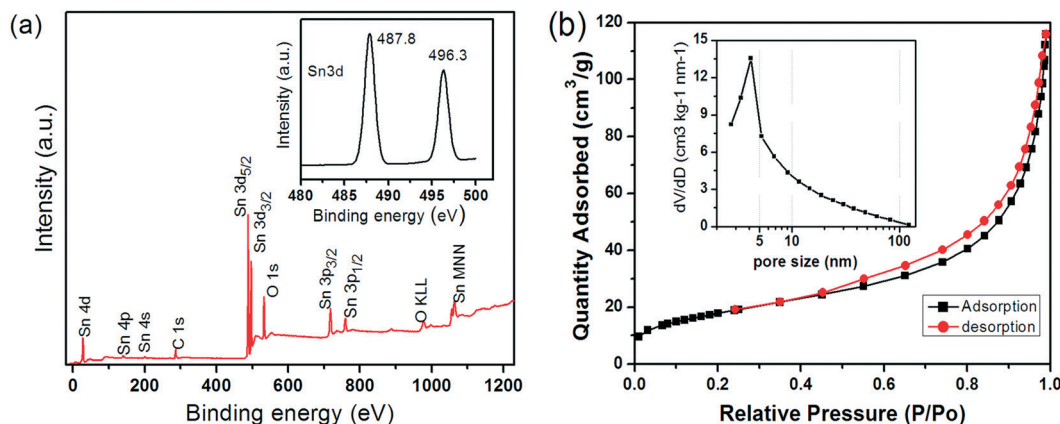 (a)
Intensity (a.u.)
Binding energy (eV)
0 200 400 600 800 1000 1200
Sn 4d
Sn 4p
Sn 4s
C 1s
Sn 3d5/2
Sn 3d3/2
O 1s
Sn 3p3/2
Sn 3p1/2
O KLL
Sn MNN
Intensity (a.u.)
Sn3d
487.8
496.3
480 485 490 495 500
Binding energy (eV)
(b)
Quantity Adsorbed (cm3/g)
120
100
80
60
40
20
0
0.0 0.2 0.4 0.6 0.8 1.0
Relative Pressure (P/Po)
dV/dD (cm3 kg-1 nm-1)
15
12
9
6
3
0
5 10 100
pore size (nm)
Adsorption
desorption